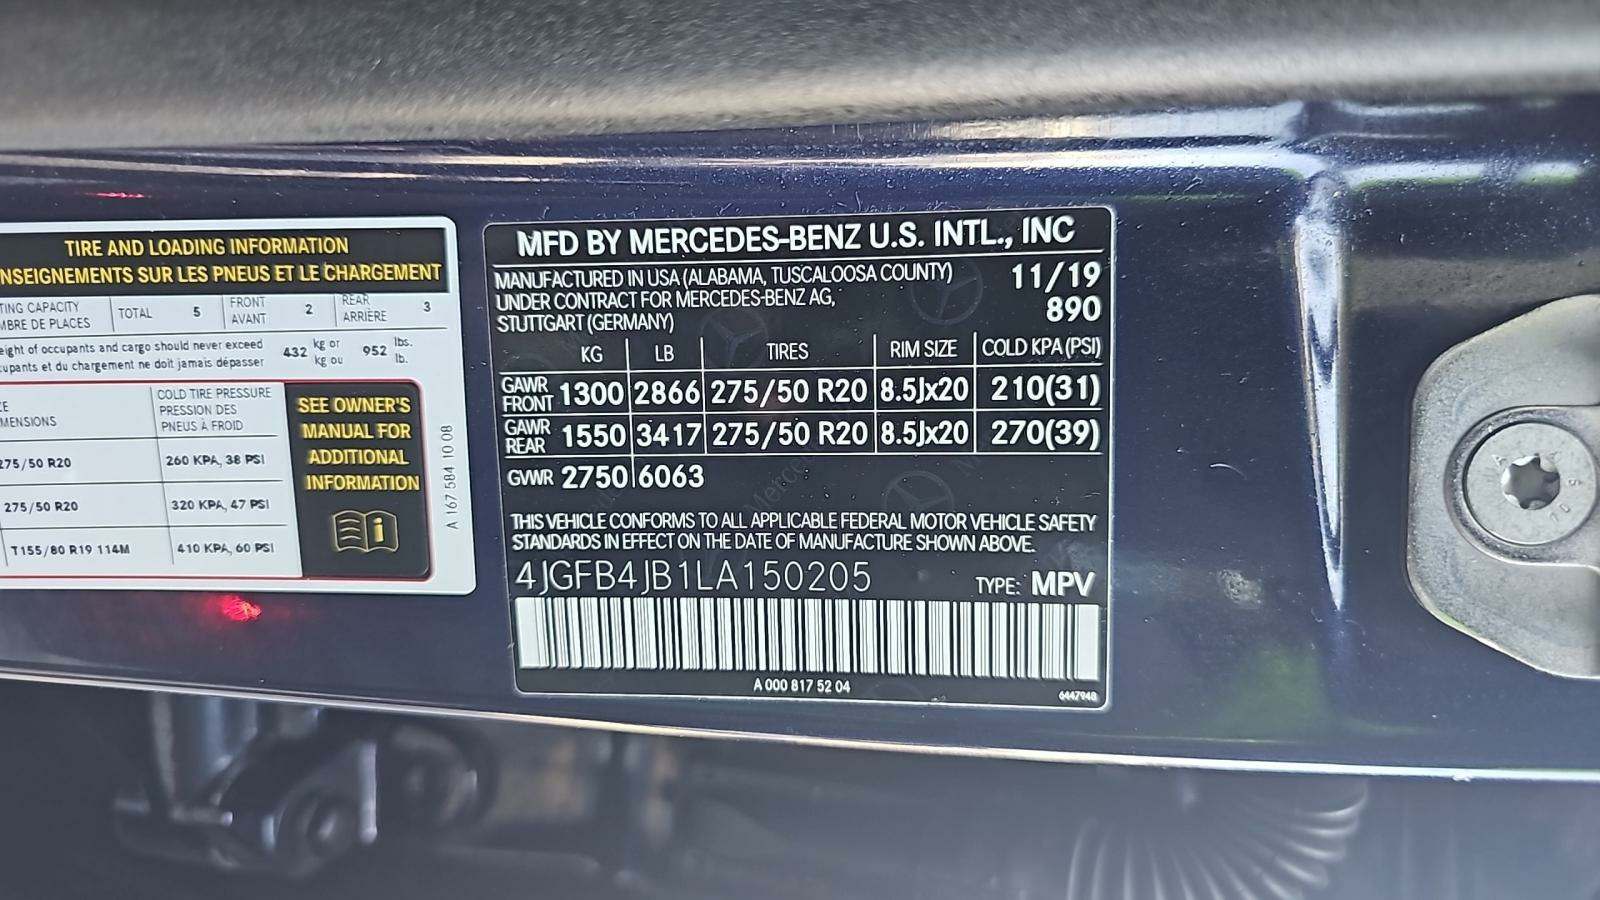 TIRE AND LOADING INFORMATION
NSEIGNEMENTS SUR LES PNEUS ET LE CHARGEMENT
TING CAPACITY TOTAL 5 FRONT 2 REAR 3
MBRE DE PLACES AVANT ARRIÈRE
eight of occupants and cargo should never exceed 432 kg or 952 lbs.
cupants et du chargement ne doit jamais dépasser kg ou lb.
ZE COLD TIRE PRESSURE
MENSIONS PRESSION DES
PNEUS À FROID
275/50 R20 260 KPA, 38 PSI
275/50 R20 320 KPA, 47 PSI
T155/80 R19 114M 410 KPA, 60 PSI
SEE OWNER'S
MANUAL FOR
ADDITIONAL
INFORMATION
i
A 167 584 10 08
MFD BY MERCEDES-BENZ U.S. INTL., INC
MANUFACTURED IN USA (ALABAMA, TUSCALOOSA COUNTY) 11/19
UNDER CONTRACT FOR MERCEDES-BENZ AG, 890
STUTTGART (GERMANY)
KG LB TIRES RIM SIZE COLD KPA (PSI)
GAWR FRONT 1300 2866 275/50 R20 8.5Jx20 210(31)
GAWR REAR 1550 3417 275/50 R20 8.5Jx20 270(39)
GVWR 2750 6063
THIS VEHICLE CONFORMS TO ALL APPLICABLE FEDERAL MOTOR VEHICLE SAFETY
STANDARDS IN EFFECT ON THE DATE OF MANUFACTURE SHOWN ABOVE.
4JGFB4JB1LA150205 TYPE: MPV
A 000 817 52 04 6447948